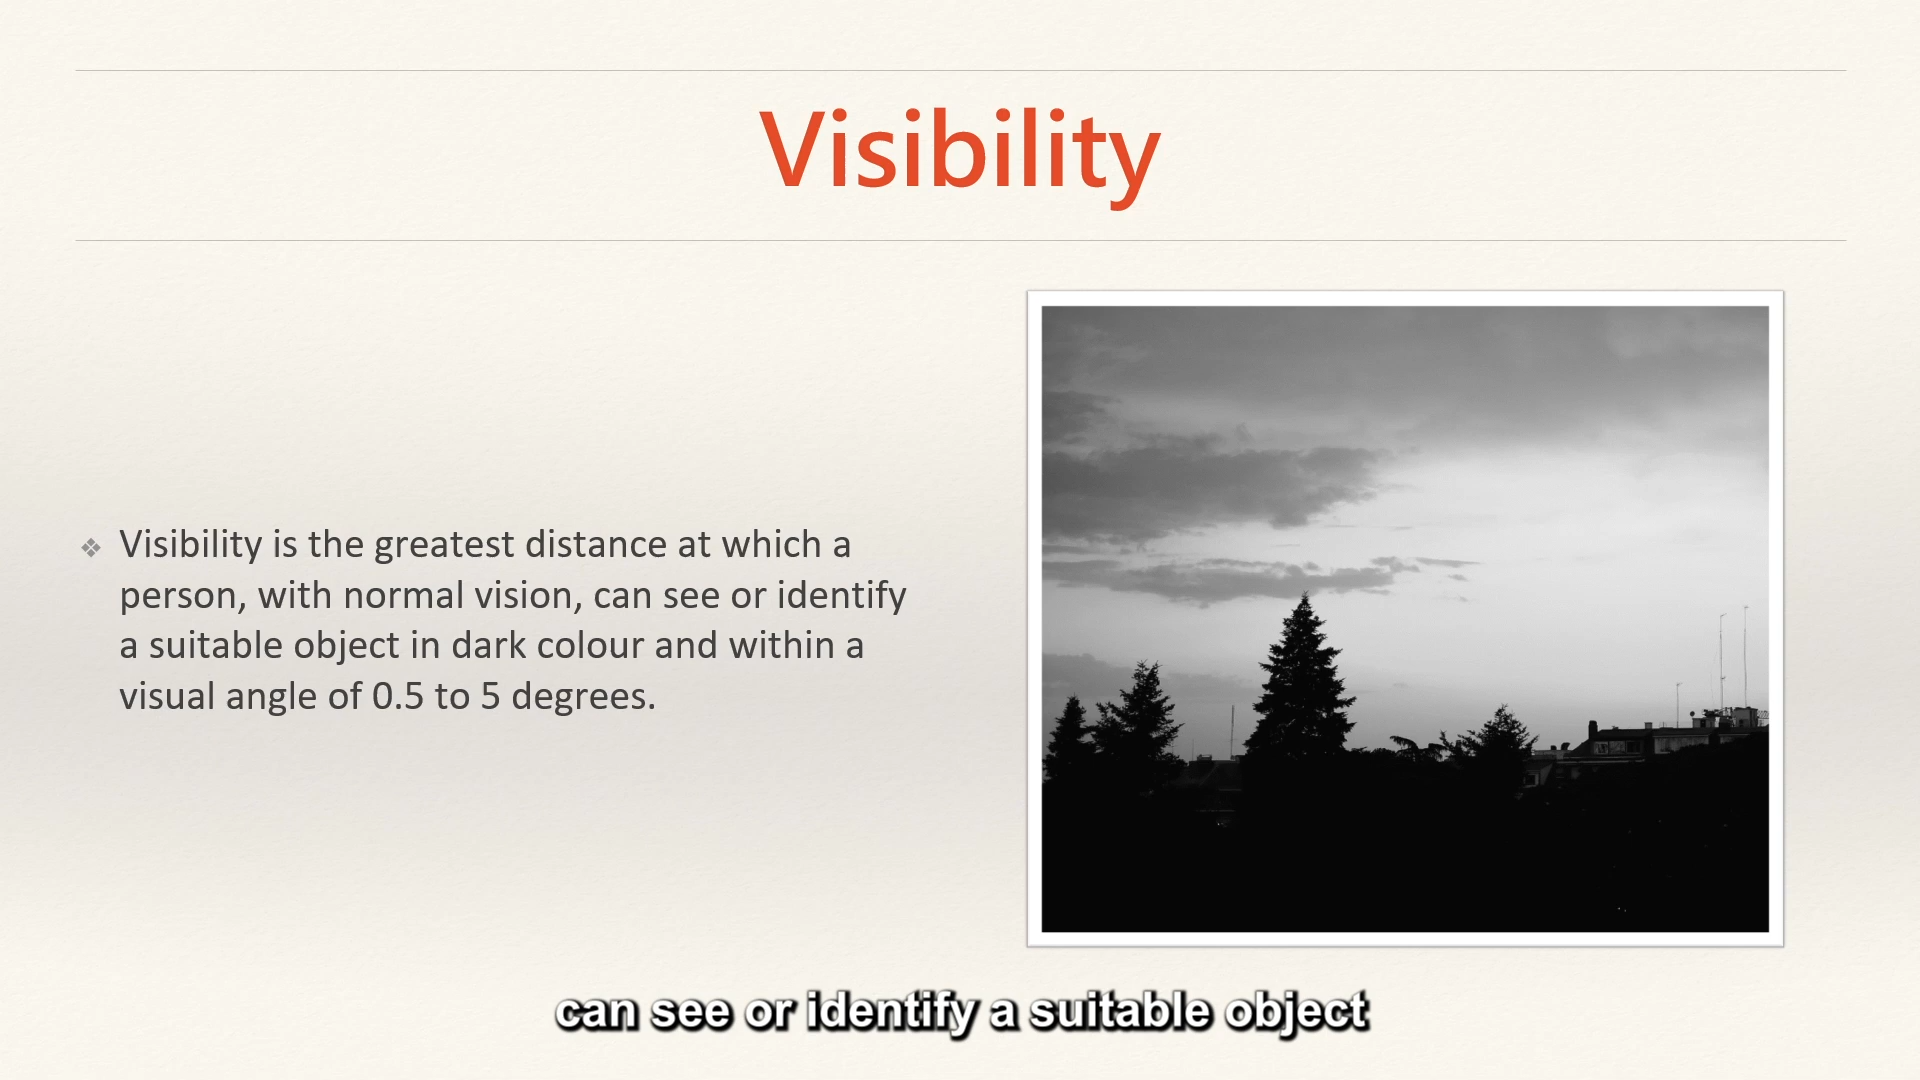 Visibility
Visibility is the greatest distance at which a
person, with normal vision, can see or identify
a suitable object in dark colour and within a
visual angle of 0.5 to 5 degrees.
can see or identify a suitable object